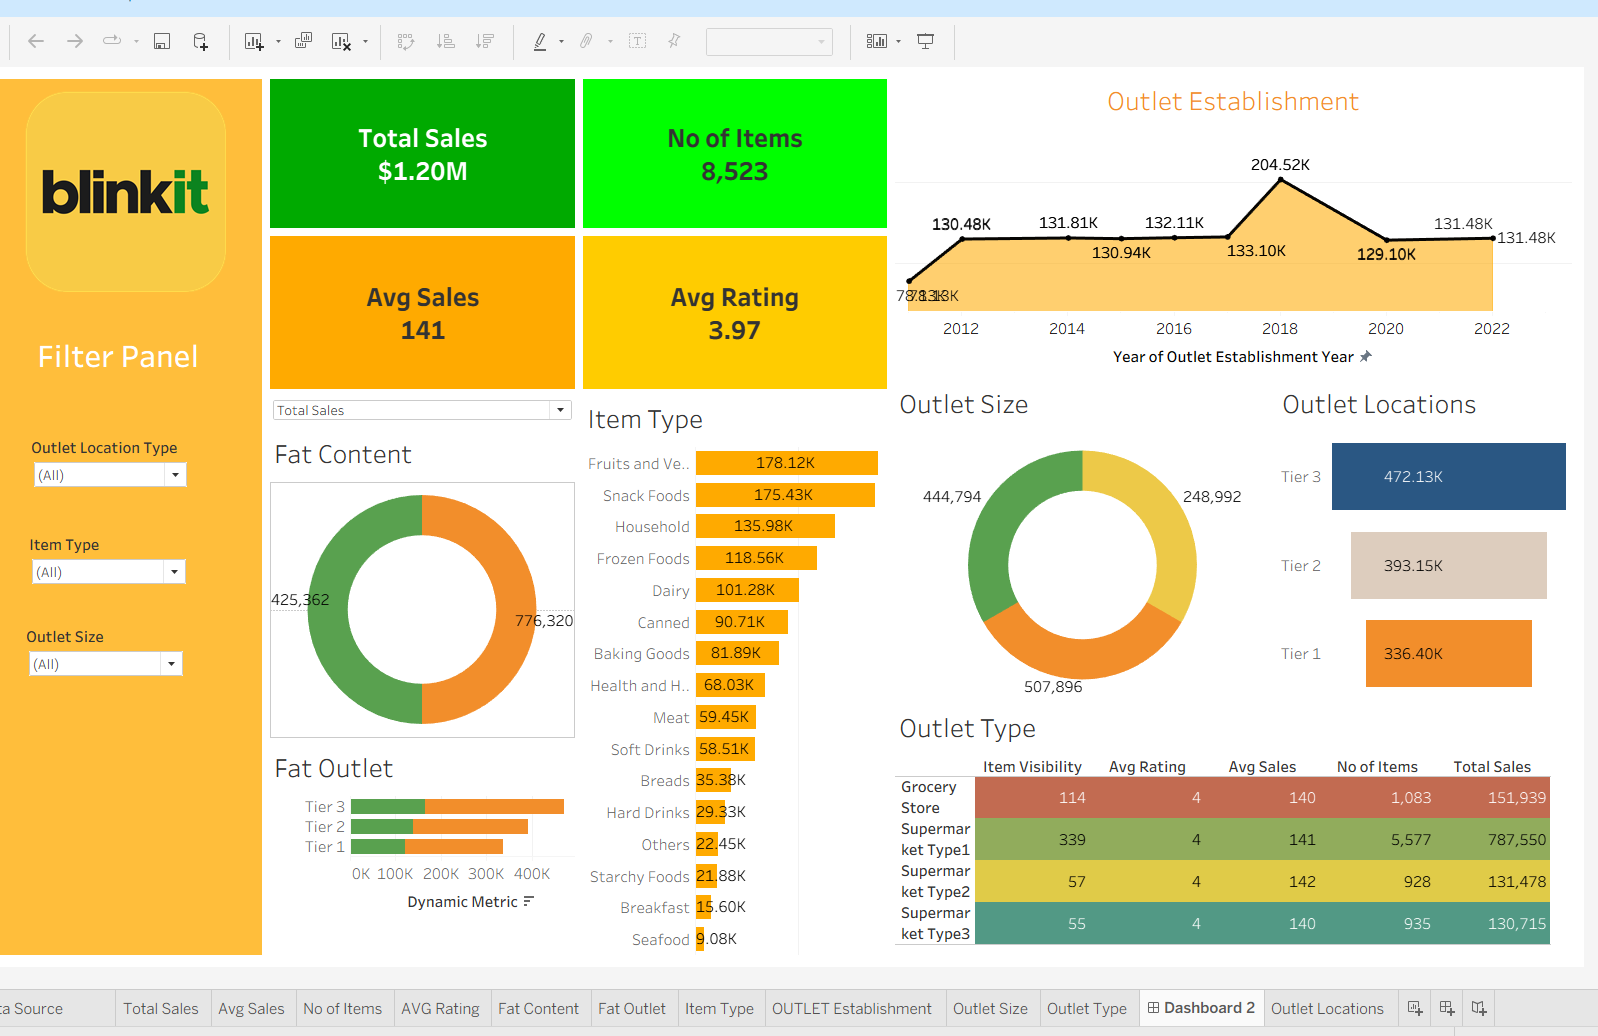 blinkit
Filter Panel
Outlet Location Type
(All)
Item Type
(All)
Outlet Size
(All)
Total Sales
$1.20M
No of Items
8,523
Avg Sales
141
Avg Rating
3.97
Total Sales
Fat Content
425,362
776,320
Fat Outlet
Tier 3
Tier 2
Tier 1
0K 100K 200K 300K 400K
Dynamic Metric
Item Type
Fruits and Ve.. 178.12K
Snack Foods 175.43K
Household 135.98K
Frozen Foods 118.56K
Dairy 101.28K
Canned 90.71K
Baking Goods 81.89K
Health and H.. 68.03K
Meat 59.45K
Soft Drinks 58.51K
Breads 35.38K
Hard Drinks 29.33K
Others 22.45K
Starchy Foods 21.88K
Breakfast 15.60K
Seafood 9.08K
Outlet Establishment
204.52K
130.48K 131.81K 132.11K 131.48K
130.94K 133.10K 129.10K 131.48K
2012 2014 2016 2018 2020 2022
Year of Outlet Establishment Year
Outlet Size
444,794
248,992
507,896
Outlet Locations
Tier 3 472.13K
Tier 2 393.15K
Tier 1 336.40K
Outlet Type
Item Visibility Avg Rating Avg Sales No of Items Total Sales
Grocery
Store 114 4 140 1,083 151,939
Supermar
ket Type1 339 4 141 5,577 787,550
Supermar
ket Type2 57 4 142 928 131,478
Supermar
ket Type3 55 4 140 935 130,715
ta Source Total Sales Avg Sales No of Items AVG Rating Fat Content Fat Outlet Item Type OUTLET Establishment Outlet Size Outlet Type Dashboard 2 Outlet Locations